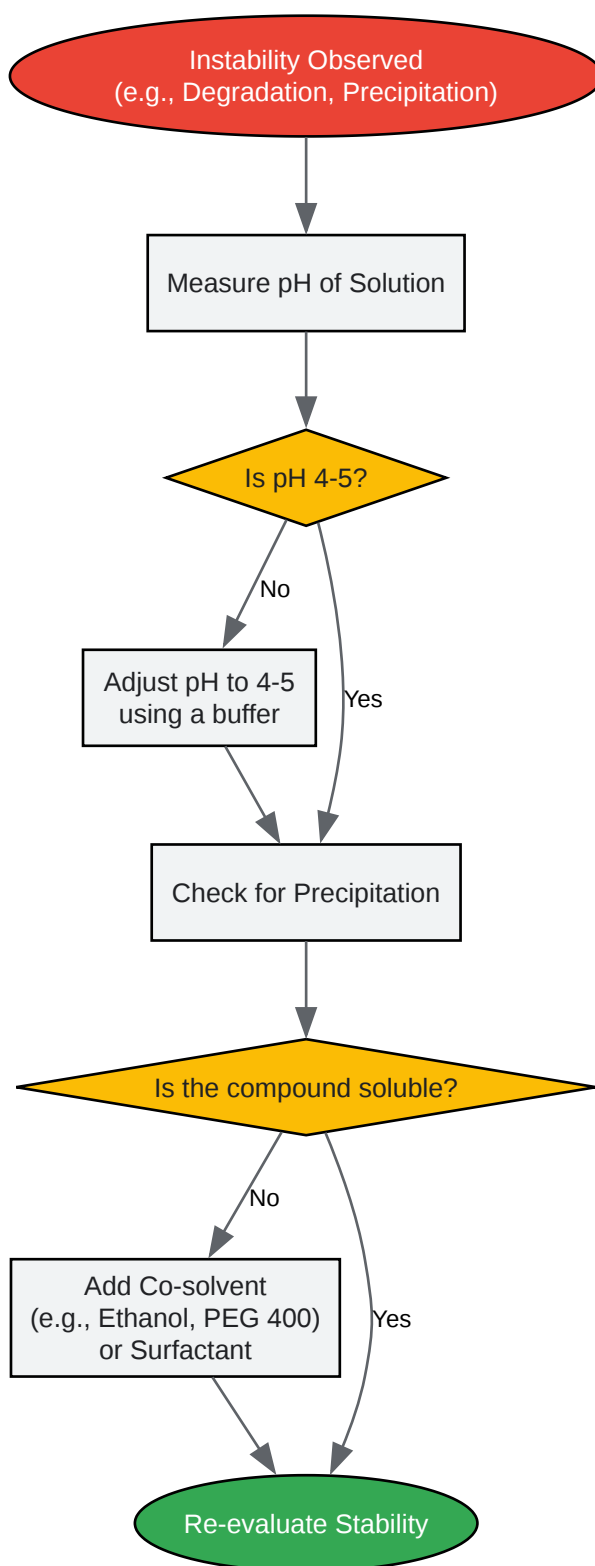 Instability Observed
(e.g., Degradation, Precipitation)
Measure pH of Solution
Is pH 4-5?
No
Adjust pH to 4-5
using a buffer
Yes
Check for Precipitation
Is the compound soluble?
No
Add Co-solvent
(e.g., Ethanol, PEG 400)
or Surfactant
Yes
Re-evaluate Stability